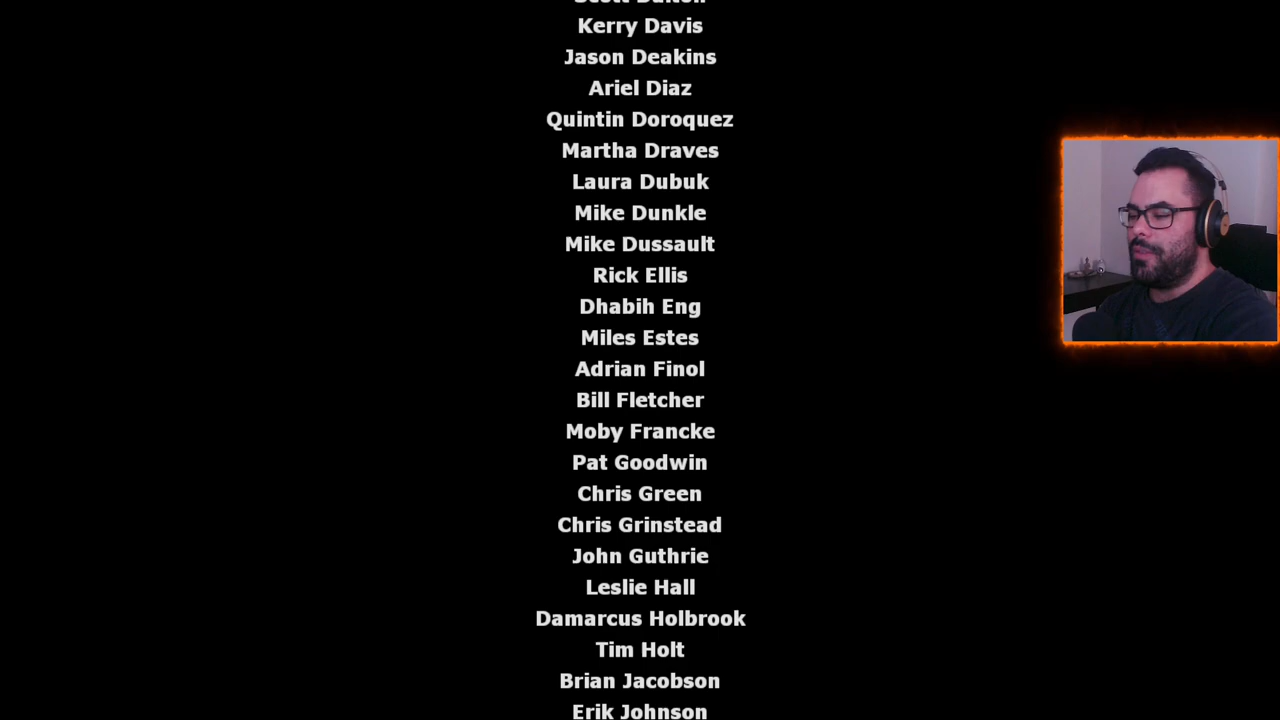 Scott Dalton
Kerry Davis
Jason Deakins
Ariel Diaz
Quintin Doroquez
Martha Draves
Laura Dubuk
Mike Dunkle
Mike Dussault
Rick Ellis
Dhabih Eng
Miles Estes
Adrian Finol
Bill Fletcher
Moby Francke
Pat Goodwin
Chris Green
Chris Grinstead
John Guthrie
Leslie Hall
Damarcus Holbrook
Tim Holt
Brian Jacobson
Erik Johnson